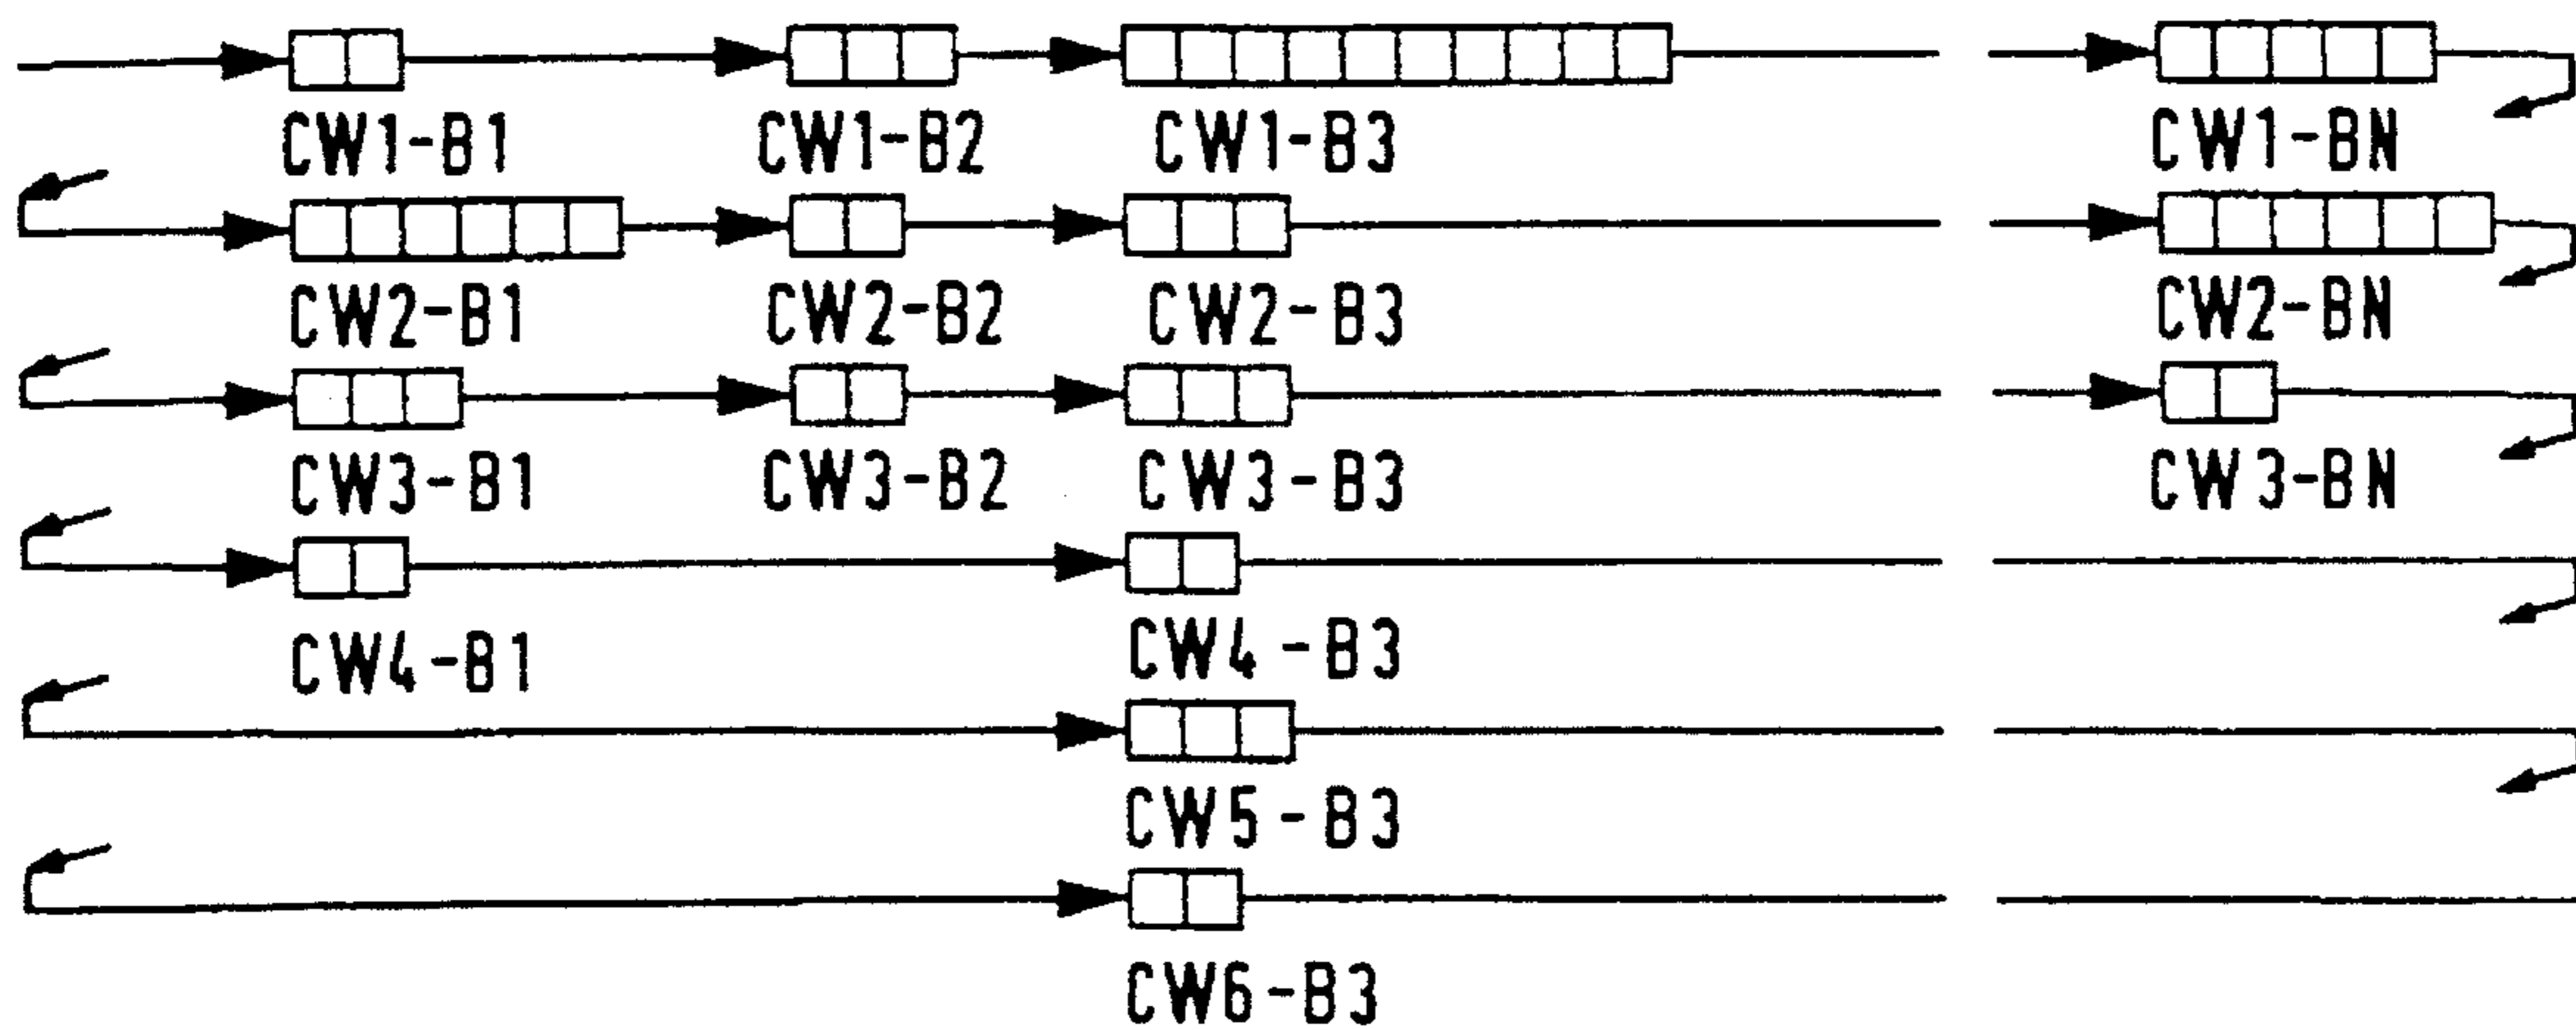 CW1-B1 CW1-B2 CW1-B3 CW1-BN
CW2-B1 CW2-B2 CW2-B3 CW2-BN
CW3-B1 CW3-B2 CW3-B3 CW3-BN
CW4-B1 CW4-B3
CW5-B3
CW6-B3